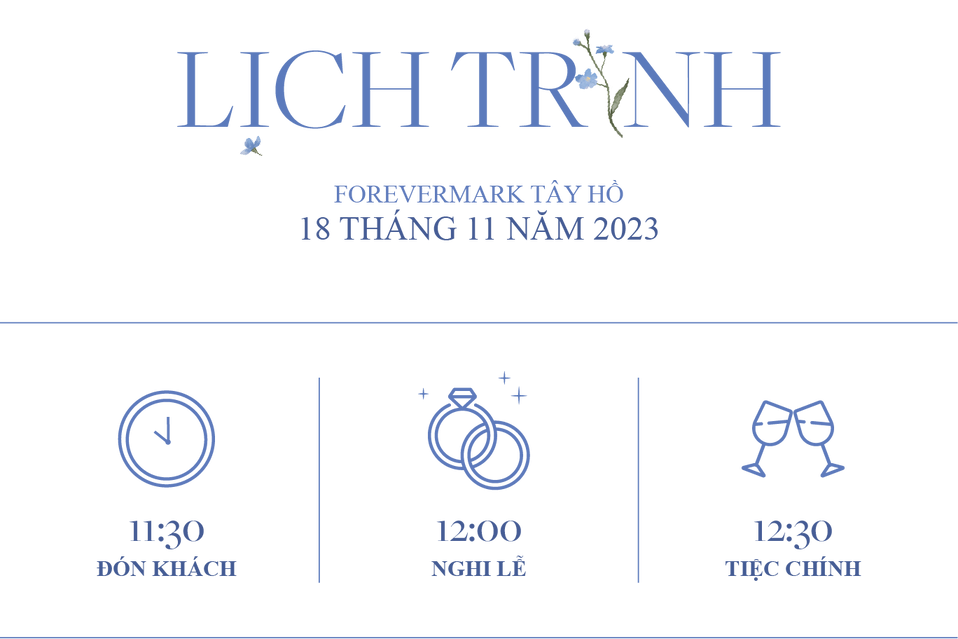 LỊCH TRÌNH
FOREVERMARK TÂY HỒ
18 THÁNG 11 NĂM 2023
11:30
ĐÓN KHÁCH
12:00
NGHI LỄ
12:30
TIỆC CHÍNH